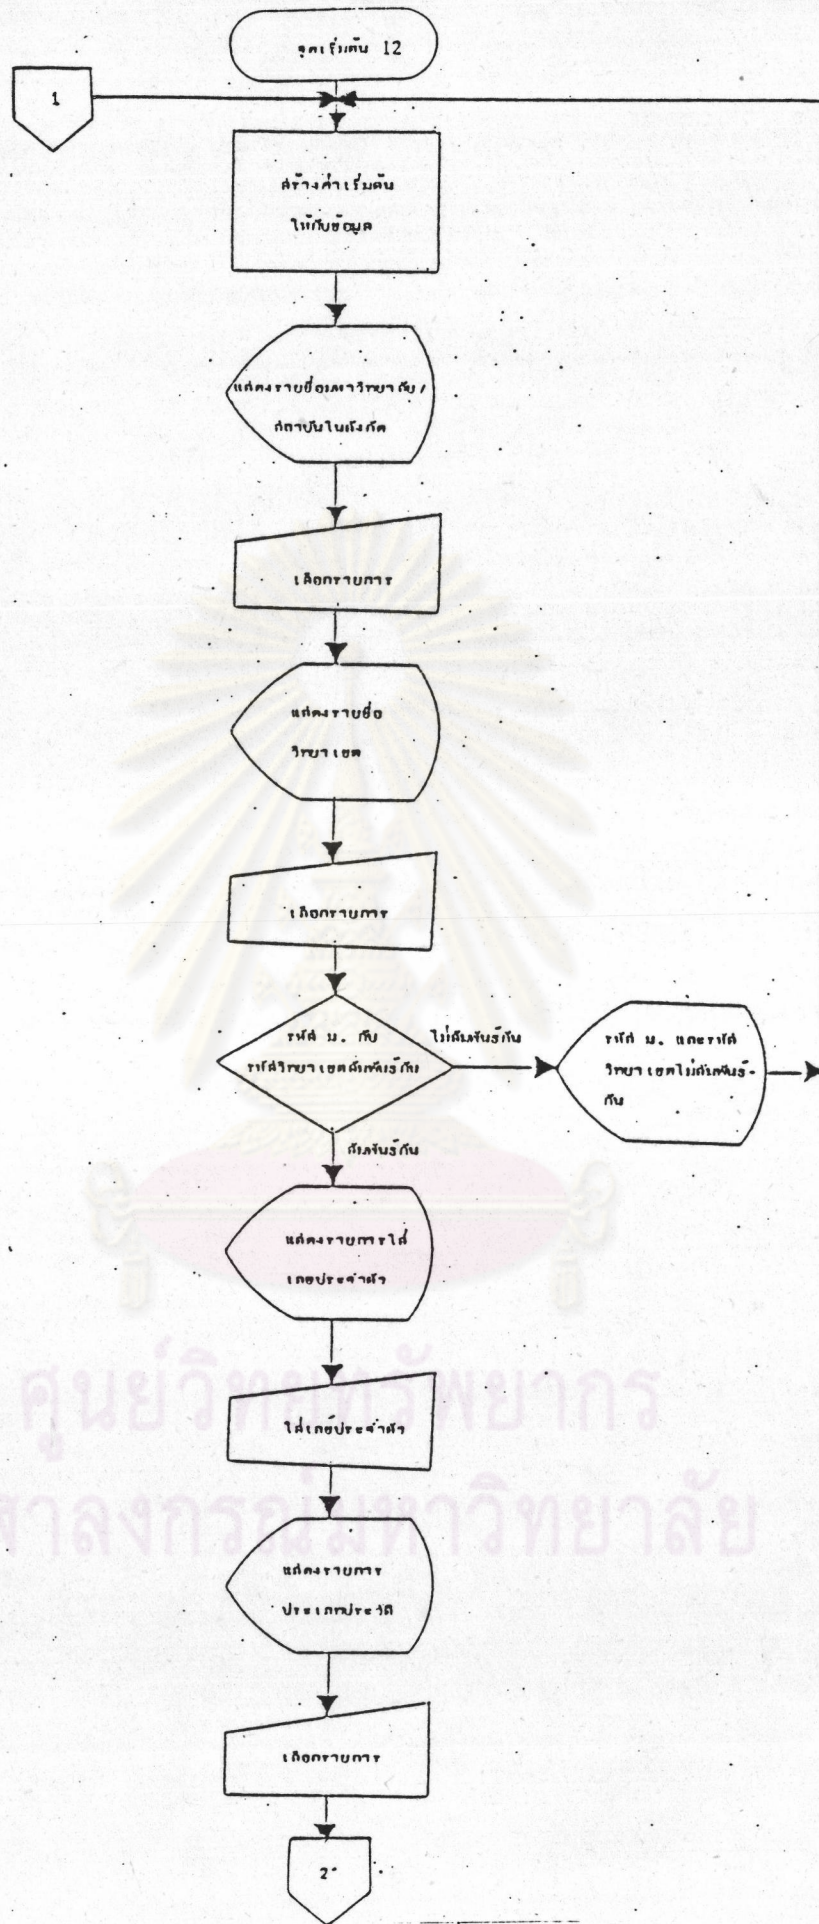 จุดเริ่มต้น 12
1
สร้างค่าเริ่มต้น
ให้กับข้อมูล
แสดงรายชื่อมหาวิทยาลัย/
สถาบันในสังกัด
เลือกรายการ
แสดงรายชื่อ
วิทยาเขต
เลือกรายการ
รหัส ม. กับ
รหัสวิทยาเขตสัมพันธ์กัน
ไม่สัมพันธ์กัน
รหัส ม. และรหัส
วิทยาเขตไม่สัมพันธ์-
กัน
สัมพันธ์กัน
แสดงรายการใส่
เลขประจำตัว
ใส่เลขประจำตัว
แสดงรายการ
ประเภทประวัติ
เลือกรายการ
2
ศูนย์วิทยทรัพยากร
จุฬาลงกรณ์มหาวิทยาลัย